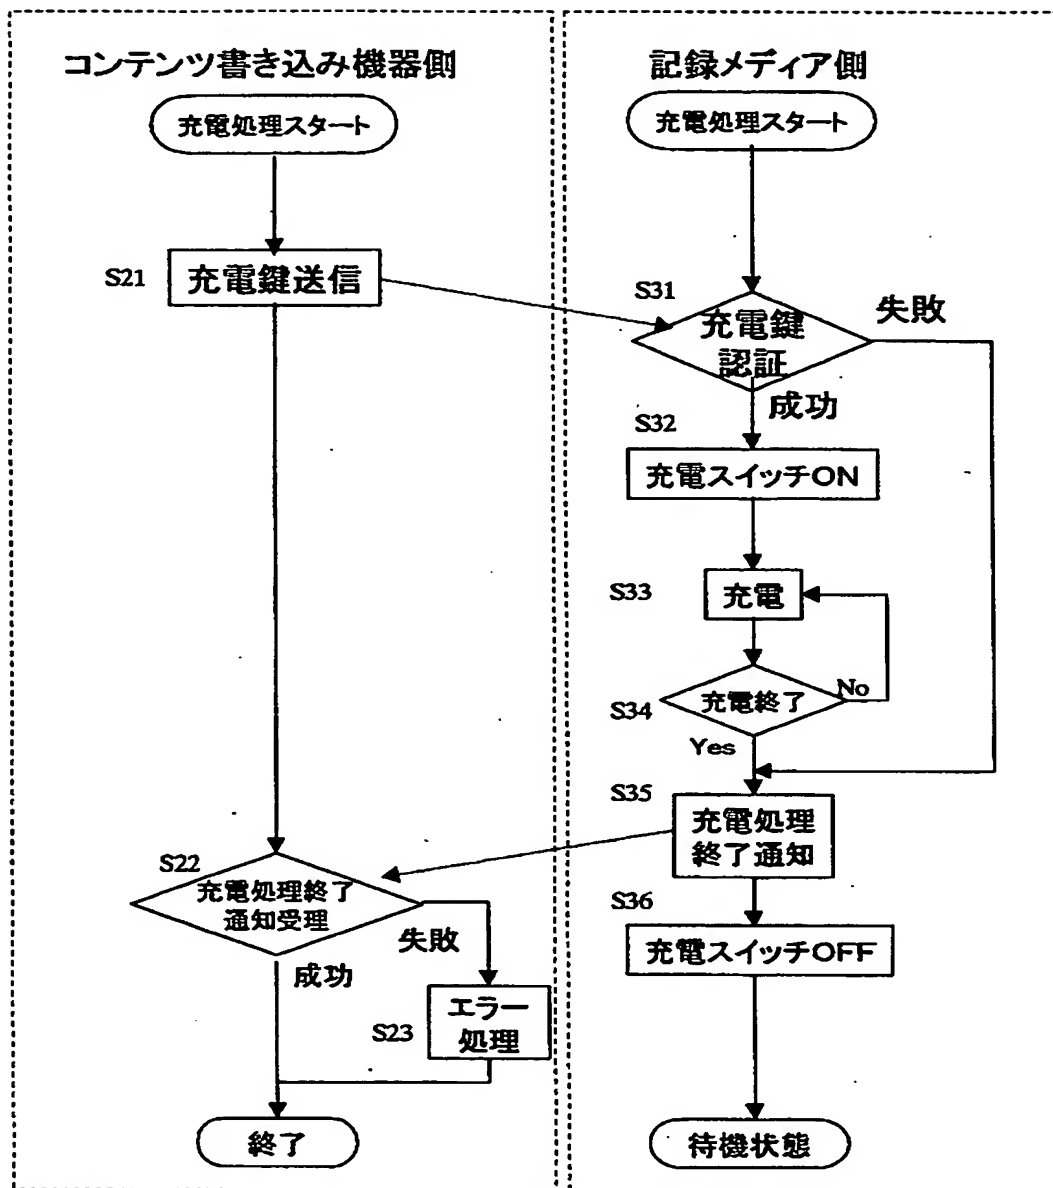 コンテンツ書き込み機器側
充電処理スタート
S21
充電鍵送信
S22
充電処理終了
通知受理
失敗
成功
S23
エラー
処理
終了
記録メディア側
充電処理スタート
S31
充電鍵
認証
失敗
成功
S32
充電スイッチON
S33
充電
S34
充電終了
No
Yes
S35
充電処理
終了通知
S36
充電スイッチOFF
待機状態